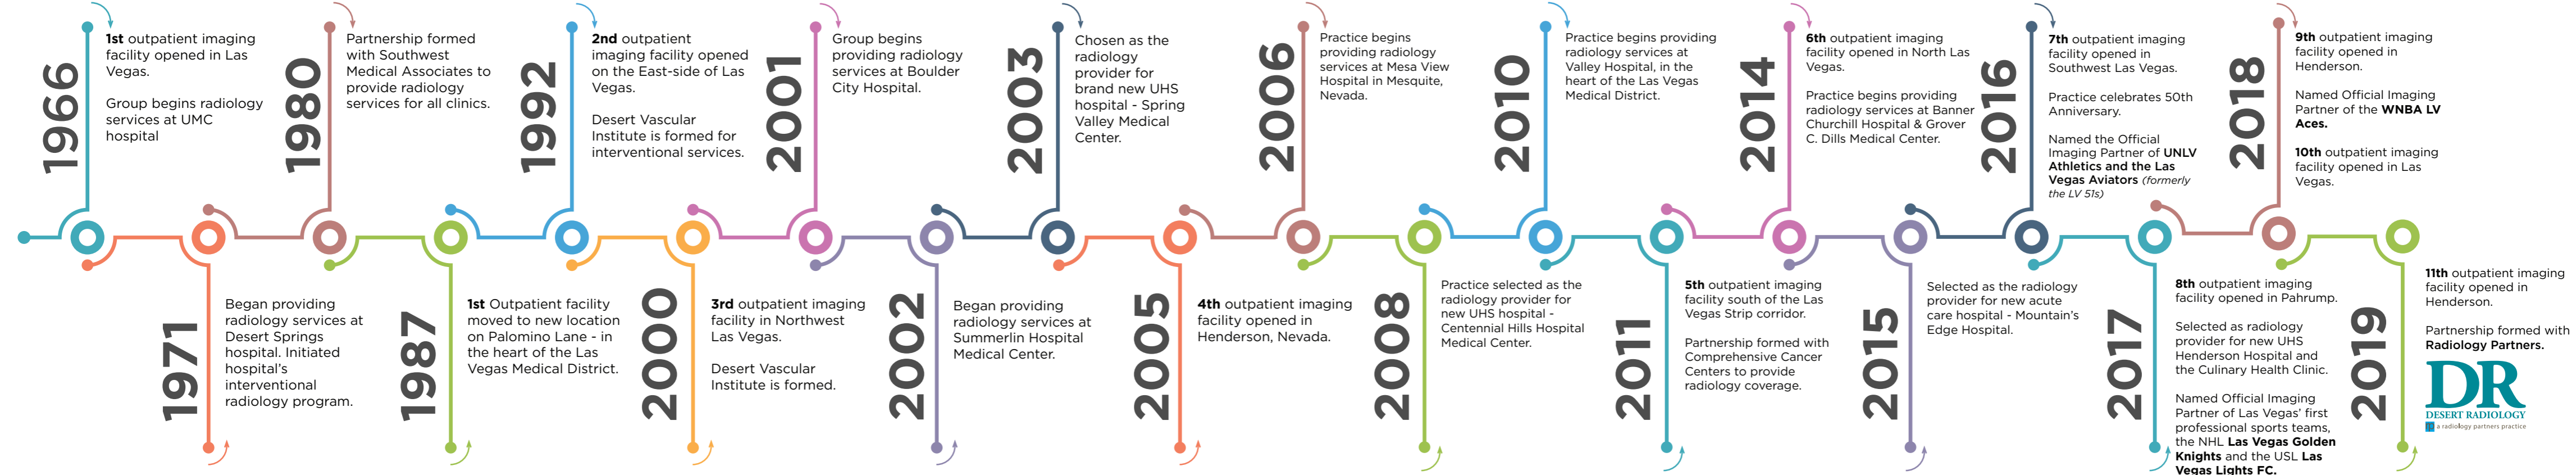 1966
1st outpatient imaging
facility opened in Las
Vegas.
Group begins radiology
services at UMC
hospital
1971
Began providing
radiology services at
Desert Springs
hospital. Initiated
hospital's
interventional
radiology program.
1980
Partnership formed
with Southwest
Medical Associates to
provide radiology
services for all clinics.
1987
1st Outpatient facility
moved to new location
on Palomino Lane - in
the heart of the Las
Vegas Medical District.
1992
2nd outpatient
imaging facility opened
on the East-side of Las
Vegas.
Desert Vascular
Institute is formed for
interventional services.
2000
3rd outpatient imaging
facility in Northwest
Las Vegas.
Desert Vascular
Institute is formed.
2001
Group begins
providing radiology
services at Boulder
City Hospital.
2002
Began providing
radiology services at
Summerlin Hospital
Medical Center.
2003
Chosen as the
radiology
provider for
brand new UHS
hospital - Spring
Valley Medical
Center.
2005
4th outpatient imaging
facility opened in
Henderson, Nevada.
2006
Practice begins
providing radiology
services at Mesa View
Hospital in Mesquite,
Nevada.
2008
Practice selected as the
radiology provider for
new UHS hospital -
Centennial Hills Hospital
Medical Center.
2010
Practice begins providing
radiology services at
Valley Hospital, in the
heart of the Las Vegas
Medical District.
2011
5th outpatient imaging
facility south of the Las
Vegas Strip corridor.
Partnership formed with
Comprehensive Cancer
Centers to provide
radiology coverage.
2014
6th outpatient imaging
facility opened in North Las
Vegas.
Practice begins providing
radiology services at Banner
Churchill Hospital & Grover
C. Dills Medical Center.
2015
Selected as the radiology
provider for new acute
care hospital - Mountain's
Edge Hospital.
2016
7th outpatient imaging
facility opened in
Southwest Las Vegas.
Practice celebrates 50th
Anniversary.
Named the Official
Imaging Partner of UNLV
Athletics and the Las
Vegas Aviators (formerly
the LV 51s)
2017
8th outpatient imaging
facility opened in Pahrump.
Selected as radiology
provider for new UHS
Henderson Hospital and
the Culinary Health Clinic.
Named Official Imaging
Partner of Las Vegas' first
professional sports teams,
the NHL Las Vegas Golden
Knights and the USL Las
Vegas Lights FC.
2018
9th outpatient imaging
facility opened in
Henderson.
Named Official Imaging
Partner of the WNBA LV
Aces.
10th outpatient imaging
facility opened in Las
Vegas.
2019
11th outpatient imaging
facility opened in
Henderson.
Partnership formed with
Radiology Partners.
DR
DESERT RADIOLOGY
a radiology partners practice